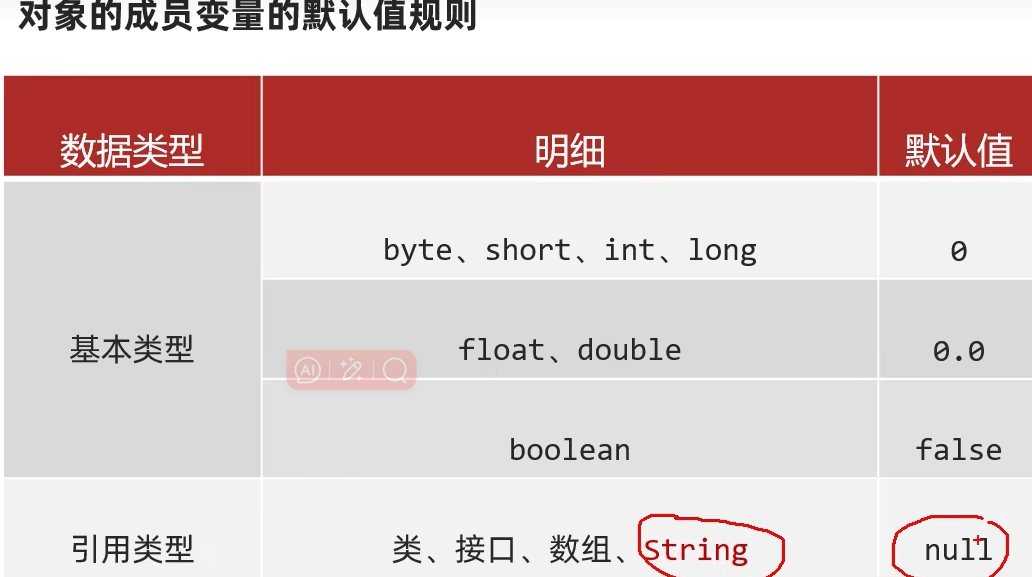 对象的成员变量的默认值规则
数据类型 明细 默认值
byte、short、int、long 0
基本类型 float、double 0.0
AI
boolean false
引用类型 类、接口、数组、String null